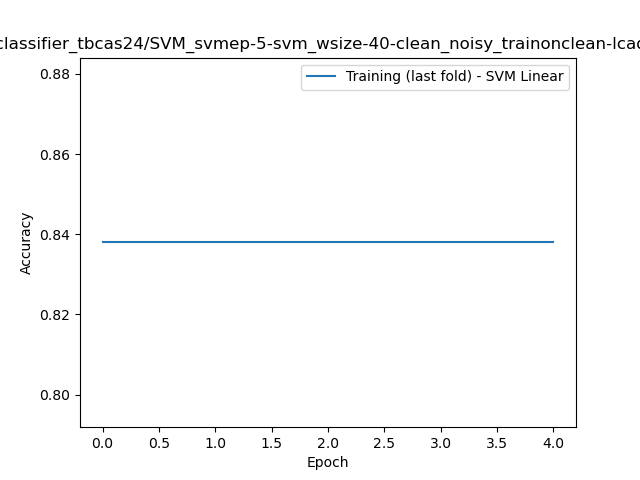 classifier_tbcas24/SVM_svmep-5-svm_wsize-40-clean_noisy_trainonclean-lcad
Training (last fold) - SVM Linear
0.88
0.86
0.84
0.82
0.80
Accuracy
0.0 0.5 1.0 1.5 2.0 2.5 3.0 3.5 4.0
Epoch